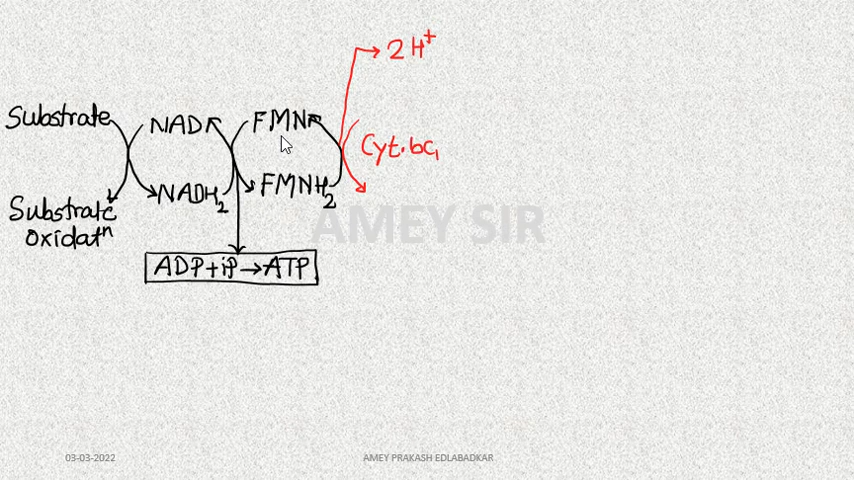 2H⁺
Substrate NAD FMN
Cyt.bc₁
NADH₂ FMNH₂
Substrate
oxidatⁿ
AMEY SIR
ADP+iP→ATP
03-03-2022 AMEY PRAKASH EDLABADKAR